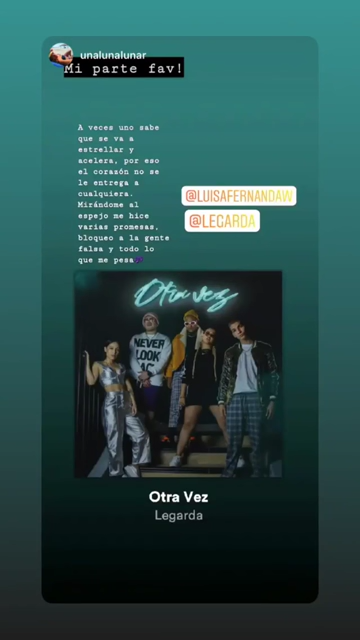 unalunalunar
Mi parte fav!
A veces uno sabe
que se va a
estrellar y
acelera, por eso
el corazón no se
le entrega a
cualquiera.
Mirándome al
espejo me hice
varias promesas,
bloqueo a la gente
falsa y todo lo
que me pesa
@LUISAFERNANDAW
@LEGARDA
Otra vez
NEVER
LOOK
Otra Vez
Legarda